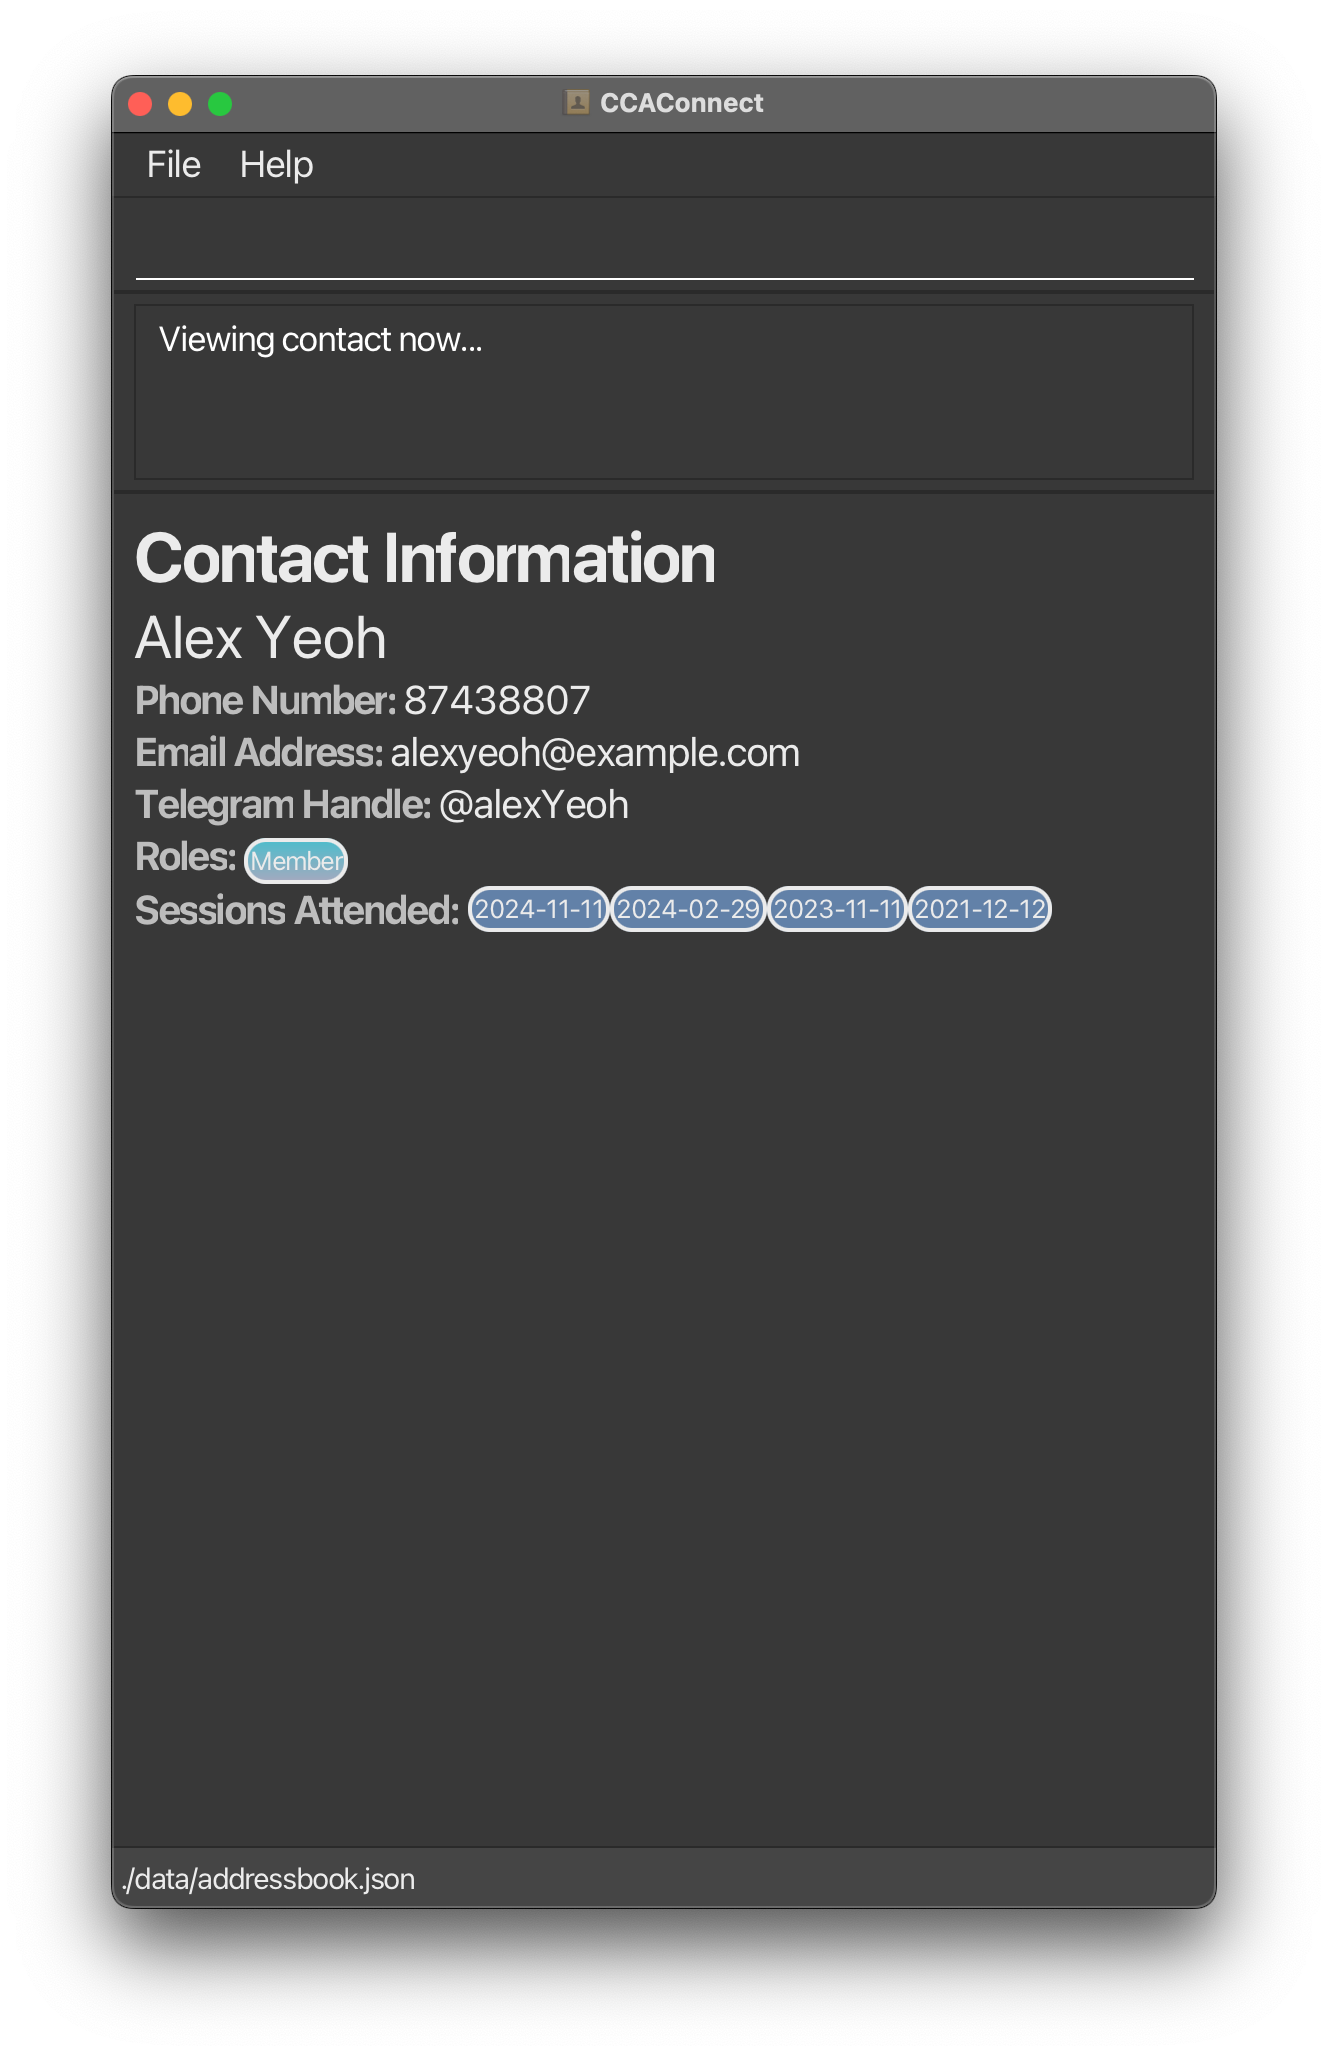 CCAConnect
File Help
Viewing contact now...
Contact Information
Alex Yeoh
Phone Number: 87438807
Email Address: alexyeoh@example.com
Telegram Handle: @alexYeoh
Roles: Member
Sessions Attended: 2024-11-11 2024-02-29 2023-11-11 2021-12-12
./data/addressbook.json